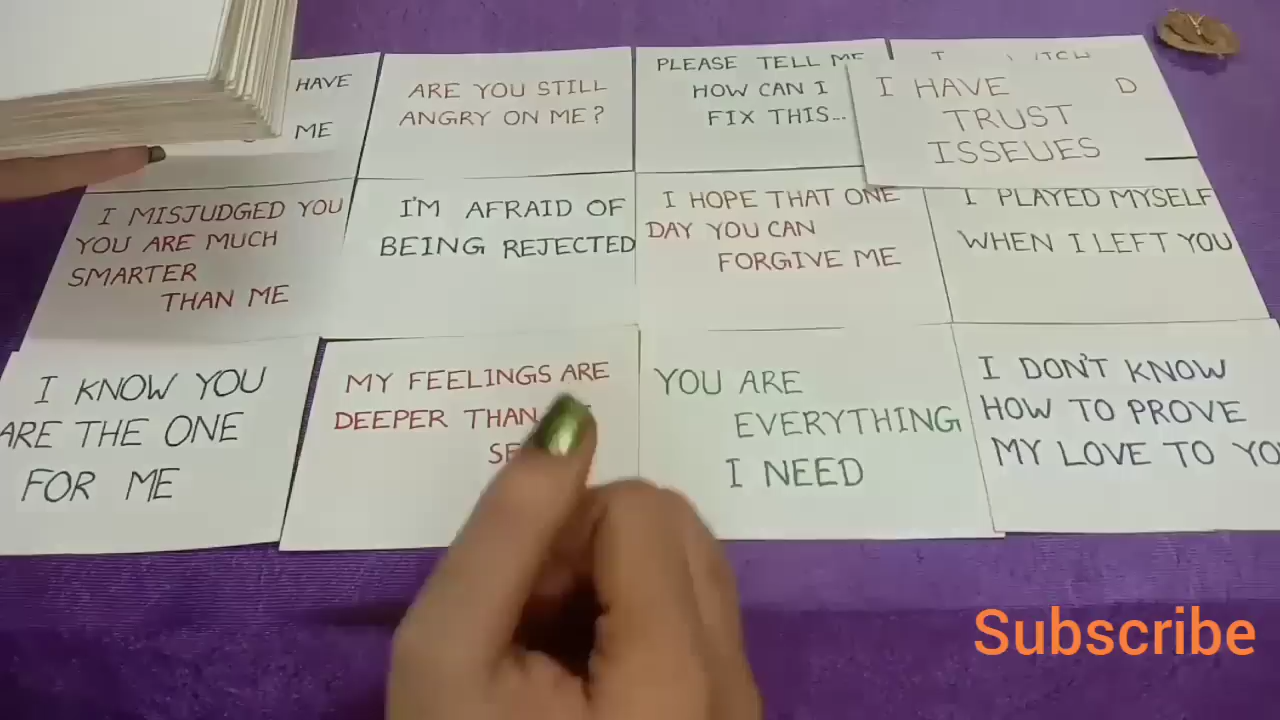 HAVE
ME
ARE YOU STILL
ANGRY ON ME?
PLEASE TELL ME
HOW CAN I
FIX THIS...
I HAVE
TRUST
ISSEUES
I MISJUDGED YOU
YOU ARE MUCH
SMARTER
THAN ME
I'M AFRAID OF
BEING REJECTED
I HOPE THAT ONE
DAY YOU CAN
FORGIVE ME
I PLAYED MYSELF
WHEN I LEFT YOU
I KNOW YOU
ARE THE ONE
FOR ME
MY FEELINGS ARE
DEEPER THAN
YOU ARE
EVERYTHING
I NEED
I DON'T KNOW
HOW TO PROVE
MY LOVE TO
Subscribe